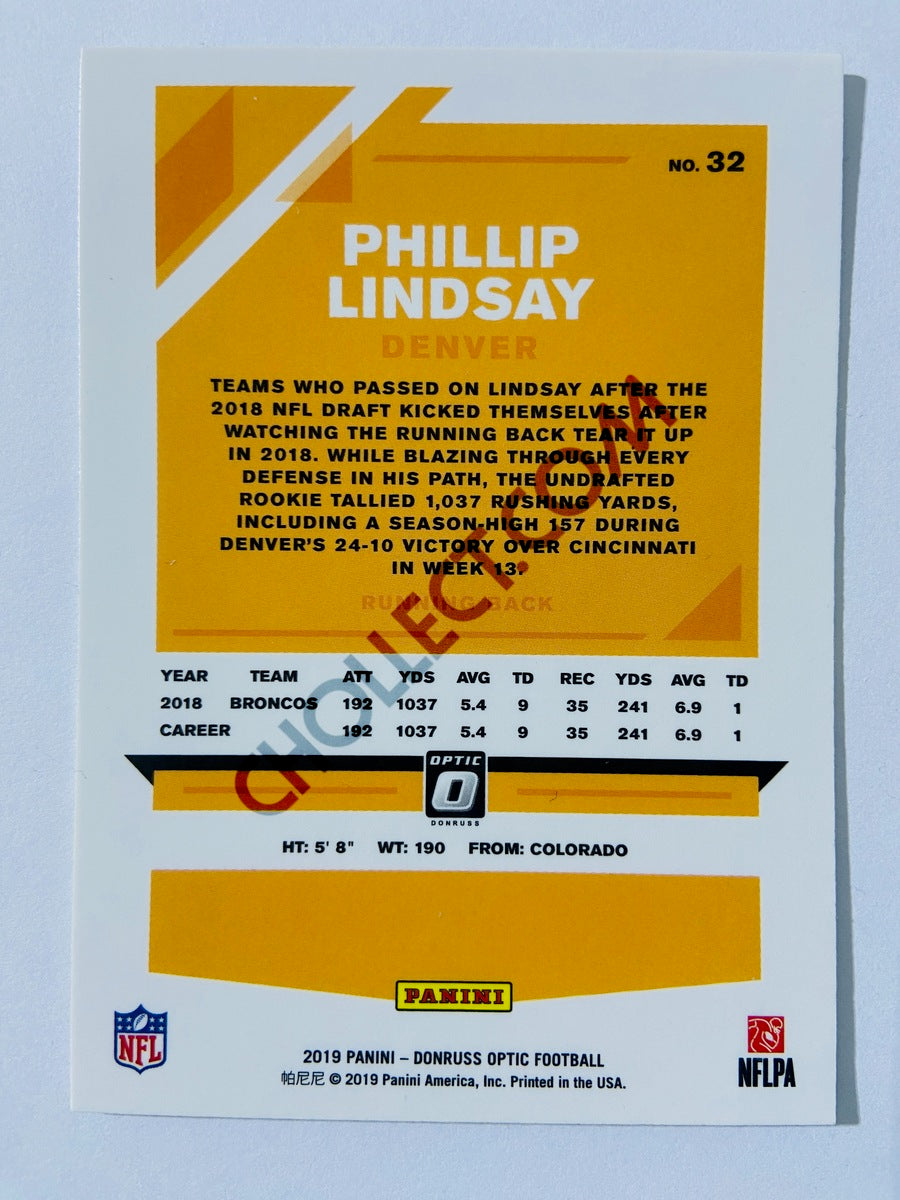 NO. 32
PHILLIP
LINDSAY
DENVER
TEAMS WHO PASSED ON LINDSAY AFTER THE
2018 NFL DRAFT KICKED THEMSELVES AFTER
WATCHING THE RUNNING BACK TEAR IT UP
IN 2018. WHILE BLAZING THROUGH EVERY
DEFENSE IN HIS PATH, THE UNDRAFTED
ROOKIE TALLIED 1,037 RUSHING YARDS,
INCLUDING A SEASON-HIGH 157 DURING
DENVER'S 24-10 VICTORY OVER CINCINNATI
IN WEEK 13.
RUNNING BACK
CHOLLECT.COM
YEAR TEAM ATT YDS AVG TD REC YDS AVG TD
2018 BRONCOS 192 1037 5.4 9 35 241 6.9 1
CAREER 192 1037 5.4 9 35 241 6.9 1
OPTIC
O
DONRUSS
HT: 5' 8" WT: 190 FROM: COLORADO
PANINI
NFL
NFLPA
2019 PANINI – DONRUSS OPTIC FOOTBALL
帕尼尼 © 2019 Panini America, Inc. Printed in the USA.